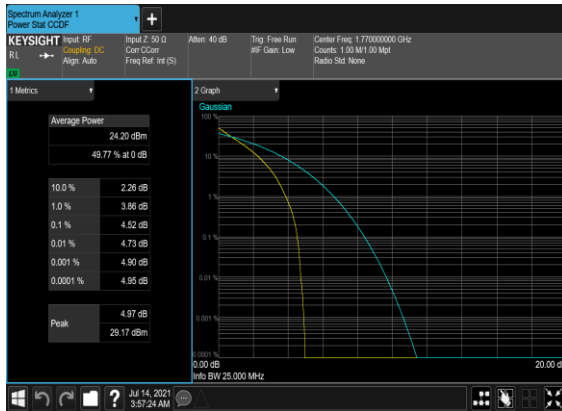 Spectrum Analyzer 1
Power Stat CCDF
KEYSIGHT
RL
Input: RF
Coupling: DC
Align: Auto
Input Z: 50 Ω
Corr CCorr
Freq Ref: Int (S)
Atten: 40 dB
Trig: Free Run
#IF Gain: Low
Center Freq: 1.770000000 GHz
Counts: 1.00 M/1.00 Mpt
Radio Std: None
1 Metrics
Average Power
24.20 dBm
49.77 % at 0 dB
10.0 % 2.26 dB
1.0 % 3.86 dB
0.1 % 4.52 dB
0.01 % 4.73 dB
0.001 % 4.90 dB
0.0001 % 4.95 dB
Peak
4.97 dB
29.17 dBm
2 Graph
Gaussian
100 %
10 %
1 %
0.1 %
0.01 %
0.001 %
0.0001 %
0.00 dB
20.00 d
Info BW 25.000 MHz
?
Jul 14, 2021
3:57:24 AM